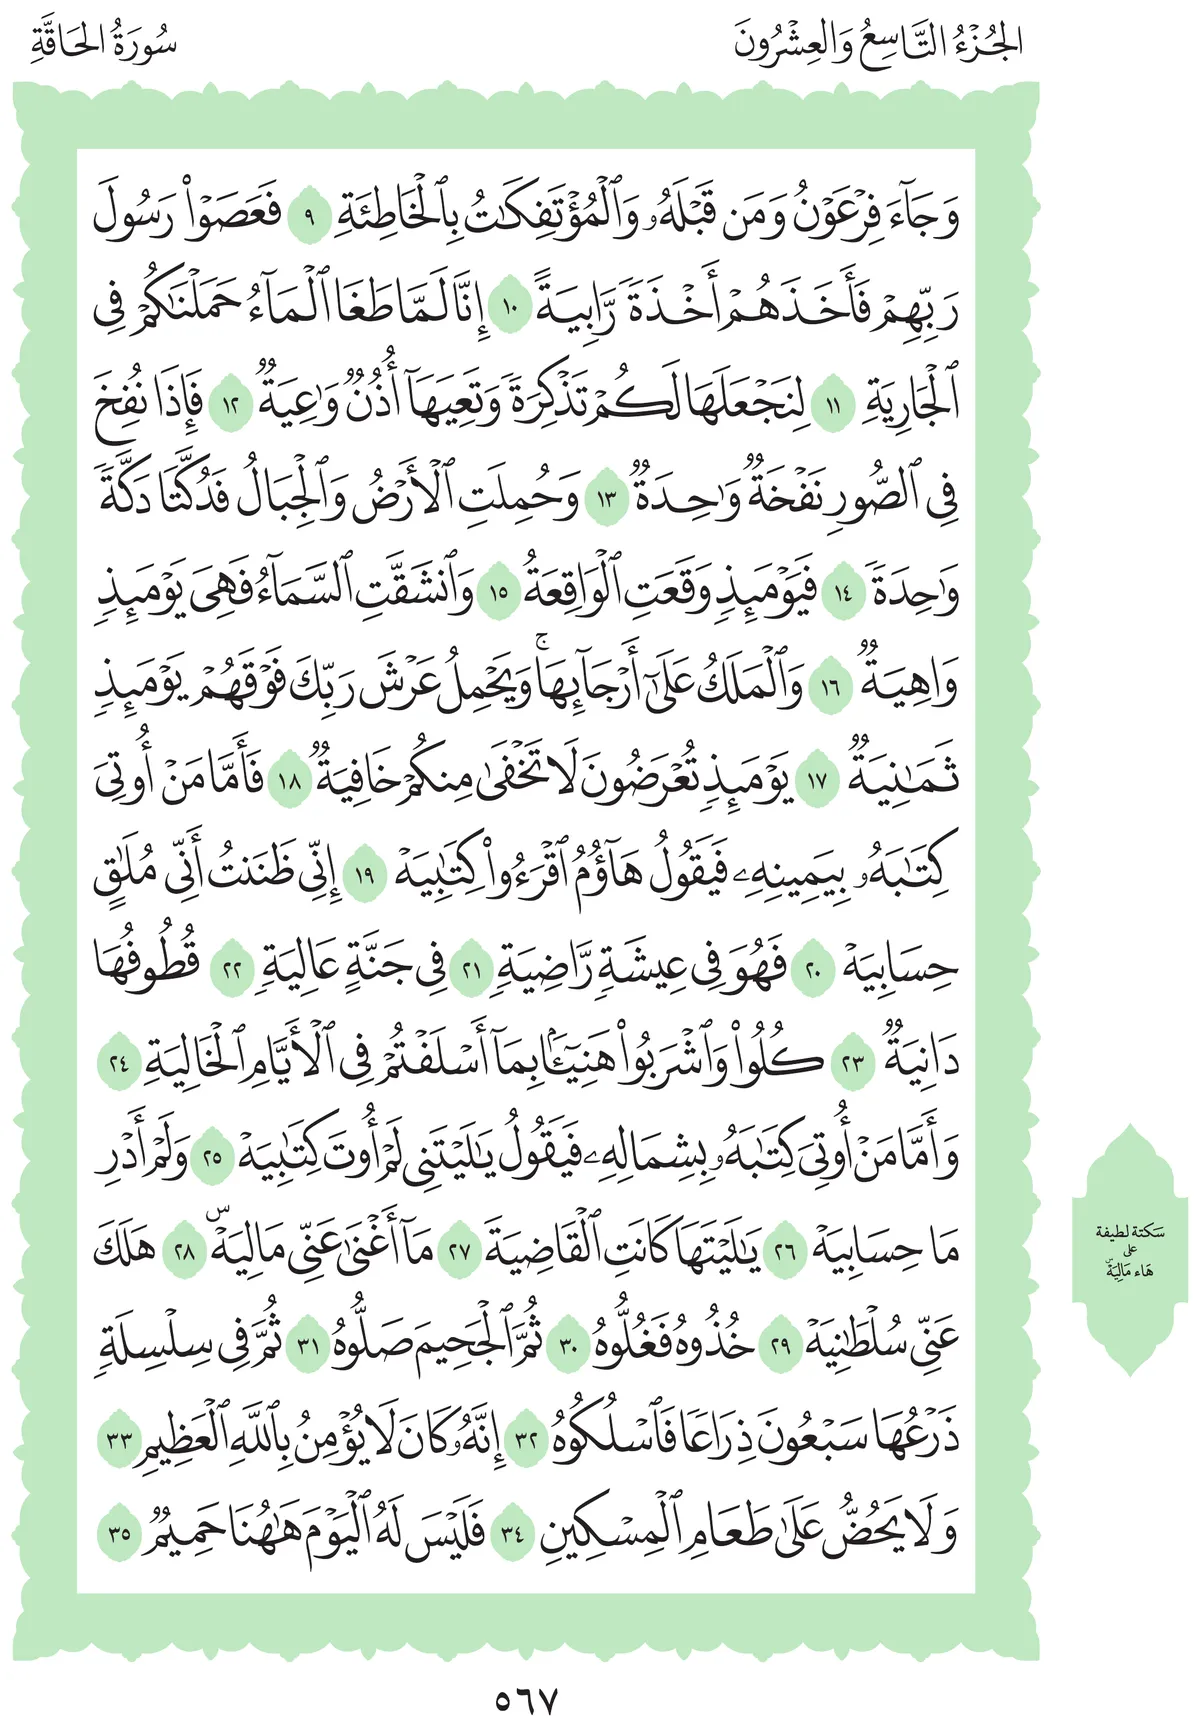 الجُزْءُ التَّاسِعُ وَالعِشْرُونَ
سُورَةُ الحَاقَّةِ
وَجَآءَ فِرْعَوْنُ وَمَن قَبْلَهُۥ وَٱلْمُؤْتَفِكَٰتُ بِٱلْخَاطِئَةِ ٩ فَعَصَوْا۟ رَسُولَ
رَبِّهِمْ فَأَخَذَهُمْ أَخْذَةً رَّابِيَةً ١٠ إِنَّا لَمَّا طَغَا ٱلْمَآءُ حَمَلْنَٰكُمْ فِى
ٱلْجَارِيَةِ ١١ لِنَجْعَلَهَا لَكُمْ تَذْكِرَةً وَتَعِيَهَآ أُذُنٌ وَٰعِيَةٌ ١٢ فَإِذَا نُفِخَ
فِى ٱلصُّورِ نَفْخَةٌ وَٰحِدَةٌ ١٣ وَحُمِلَتِ ٱلْأَرْضُ وَٱلْجِبَالُ فَدُكَّتَا دَكَّةً
وَٰحِدَةً ١٤ فَيَوْمَئِذٍ وَقَعَتِ ٱلْوَاقِعَةُ ١٥ وَٱنشَقَّتِ ٱلسَّمَآءُ فَهِىَ يَوْمَئِذٍ
وَاهِيَةٌ ١٦ وَٱلْمَلَكُ عَلَىٰٓ أَرْجَآئِهَا ۚ وَيَحْمِلُ عَرْشَ رَبِّكَ فَوْقَهُمْ يَوْمَئِذٍ
ثَمَٰنِيَةٌ ١٧ يَوْمَئِذٍ تُعْرَضُونَ لَا تَخْفَىٰ مِنكُمْ خَافِيَةٌ ١٨ فَأَمَّا مَنْ أُوتِىَ
كِتَٰبَهُۥ بِيَمِينِهِۦ فَيَقُولُ هَآؤُمُ ٱقْرَءُوا۟ كِتَٰبِيَهْ ١٩ إِنِّى ظَنَنتُ أَنِّى مُلَٰقٍ
حِسَابِيَهْ ٢٠ فَهُوَ فِى عِيشَةٍ رَّاضِيَةٍ ٢١ فِى جَنَّةٍ عَالِيَةٍ ٢٢ قُطُوفُهَا
دَانِيَةٌ ٢٣ كُلُوا۟ وَٱشْرَبُوا۟ هَنِيٓـًٔۢا بِمَآ أَسْلَفْتُمْ فِى ٱلْأَيَّامِ ٱلْخَالِيَةِ ٢٤
وَأَمَّا مَنْ أُوتِىَ كِتَٰبَهُۥ بِشِمَالِهِۦ فَيَقُولُ يَٰلَيْتَنِى لَمْ أُوتَ كِتَٰبِيَهْ ٢٥ وَلَمْ أَدْرِ
مَا حِسَابِيَهْ ٢٦ يَٰلَيْتَهَا كَانَتِ ٱلْقَاضِيَةَ ٢٧ مَآ أَغْنَىٰ عَنِّى مَالِيَهْ ۜ ٢٨ هَلَكَ
عَنِّى سُلْطَٰنِيَهْ ٢٩ خُذُوهُ فَغُلُّوهُ ٣٠ ثُمَّ ٱلْجَحِيمَ صَلُّوهُ ٣١ ثُمَّ فِى سِلْسِلَةٍ
ذَرْعُهَا سَبْعُونَ ذِرَاعًا فَٱسْلُكُوهُ ٣٢ إِنَّهُۥ كَانَ لَا يُؤْمِنُ بِٱللَّهِ ٱلْعَظِيمِ ٣٣
وَلَا يَحُضُّ عَلَىٰ طَعَامِ ٱلْمِسْكِينِ ٣٤ فَلَيْسَ لَهُ ٱلْيَوْمَ هَٰهُنَا حَمِيمٌ ٣٥
سَكتة لطيفة
على
هَاء مَالِيَهْۜ
٥٦٧